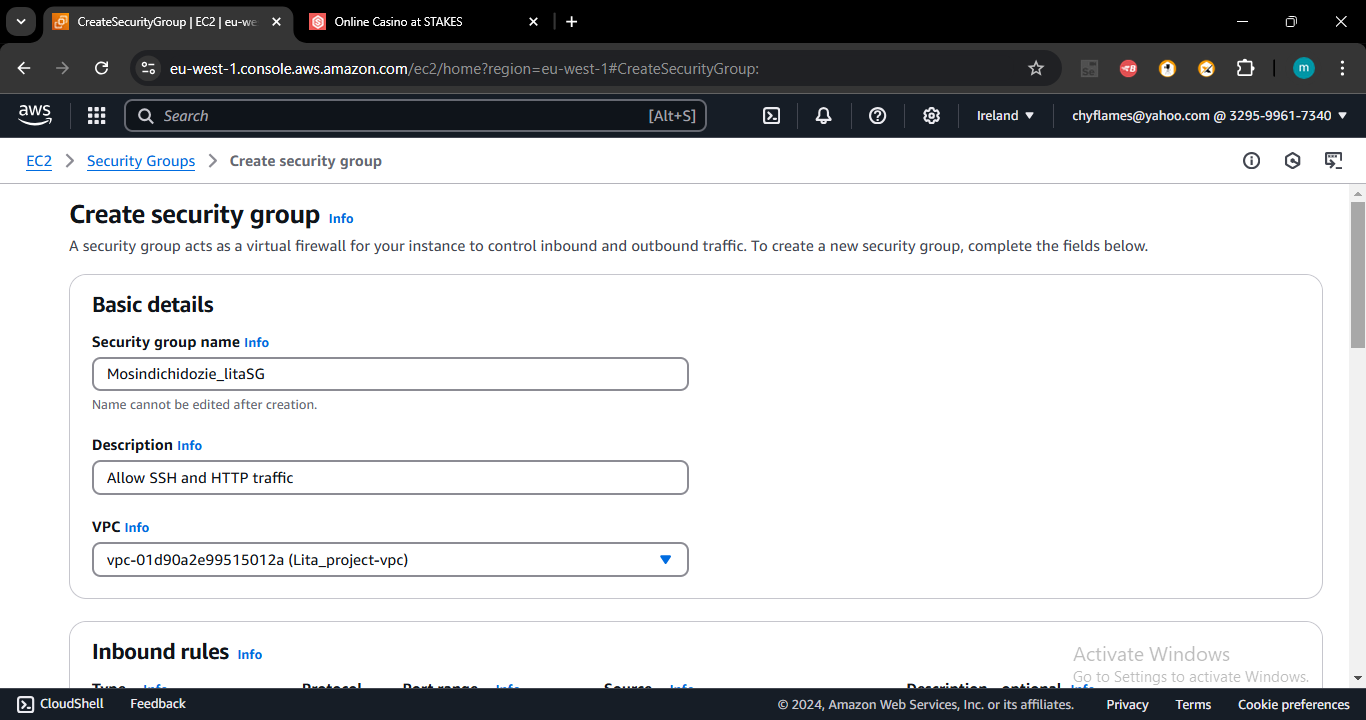 CreateSecurityGroup | EC2 | eu-we
Online Casino at STAKES
eu-west-1.console.aws.amazon.com/ec2/home?region=eu-west-1#CreateSecurityGroup:
m
aws
Search
[Alt+S]
Ireland
chyflames@yahoo.com @ 3295-9961-7340
EC2 > Security Groups > Create security group
Create security group Info
A security group acts as a virtual firewall for your instance to control inbound and outbound traffic. To create a new security group, complete the fields below.
Basic details
Security group name Info
Mosindichidozie_litaSG
Name cannot be edited after creation.
Description Info
Allow SSH and HTTP traffic
VPC Info
vpc-01d90a2e99515012a (Lita_project-vpc)
Inbound rules Info
Activate Windows
Go to Settings to activate Windows.
Type Info Protocol Port range Info Source Info Description - optional Info
CloudShell Feedback © 2024, Amazon Web Services, Inc. or its affiliates. Privacy Terms Cookie preferences